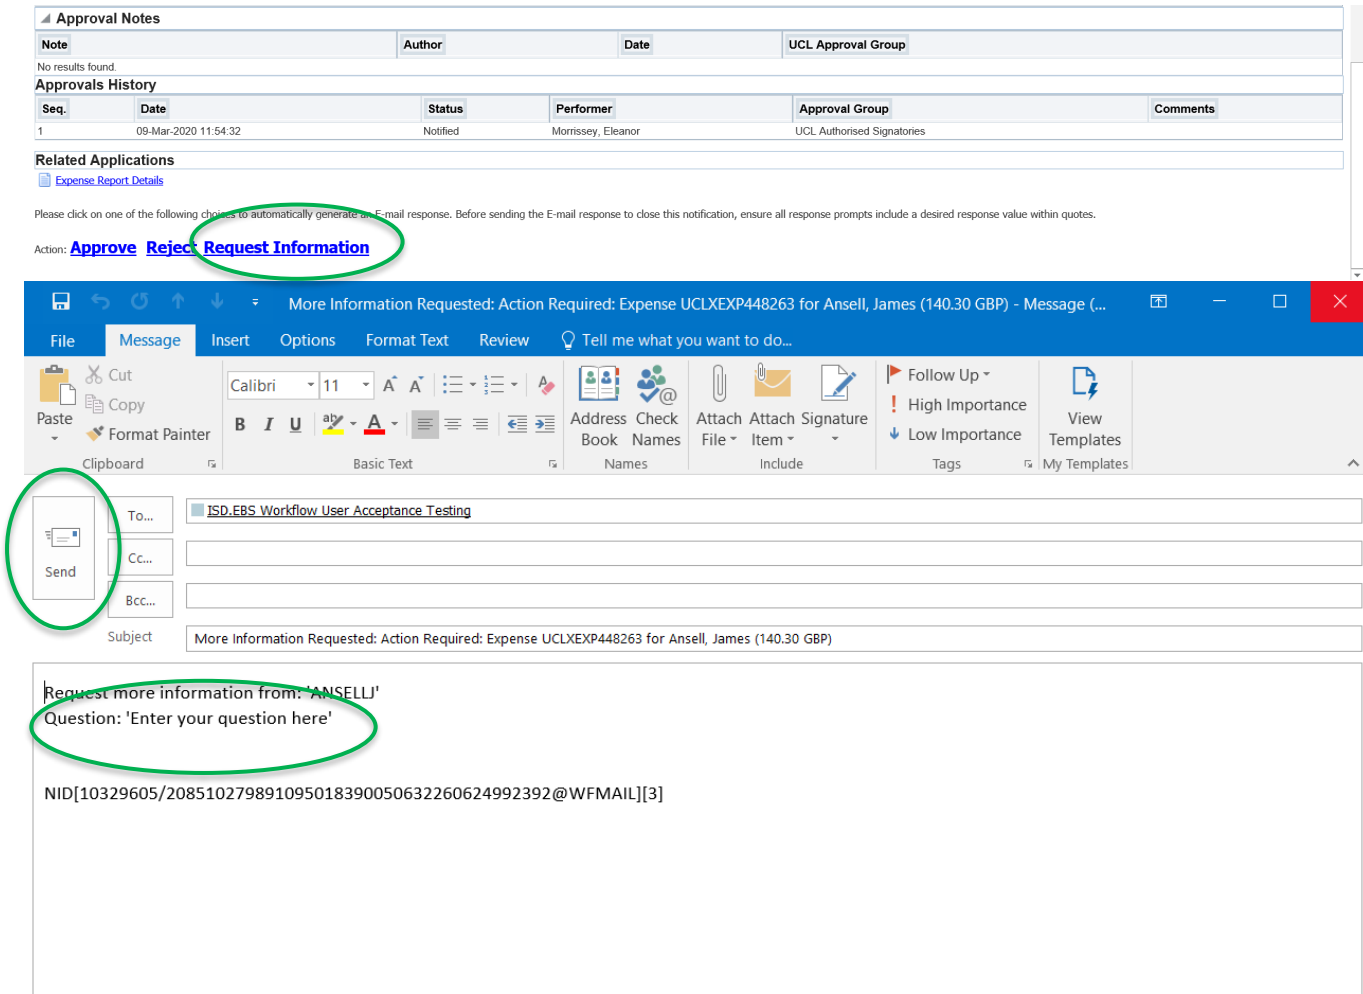 Approval Notes
Note Author Date UCL Approval Group
No results found.
Approvals History
Seq. Date Status Performer Approval Group Comments
1 09-Mar-2020 11:54:32 Notified Morrissey, Eleanor UCL Authorised Signatories
Related Applications
Expense Report Details
Please click on one of the following choices to automatically generate an E-mail response. Before sending the E-mail response to close this notification, ensure all response prompts include a desired response value within quotes.
Action: Approve Reject Request Information
More Information Requested: Action Required: Expense UCLXEXP448263 for Ansell, James (140.30 GBP) - Message (...
File Message Insert Options Format Text Review Tell me what you want to do...
Paste Cut Copy Format Painter
Calibri 11
B I U aby A
Address Book Check Names Attach File Attach Item Signature
Follow Up
High Importance
Low Importance
View Templates
Clipboard Basic Text Names Include Tags My Templates
Send
To... ISD.EBS Workflow User Acceptance Testing
Cc...
Bcc...
Subject More Information Requested: Action Required: Expense UCLXEXP448263 for Ansell, James (140.30 GBP)
Request more information from: 'ANSELLJ'
Question: 'Enter your question here'
NID[10329605/208510279891095018390050632260624992392@WFMAIL][3]